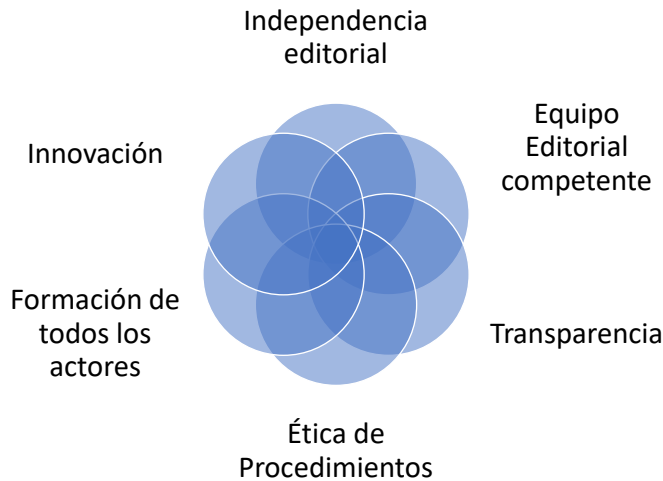 Independencia
editorial
Equipo
Editorial
competente
Transparencia
Ética de
Procedimientos
Formación de
todos los
actores
Innovación